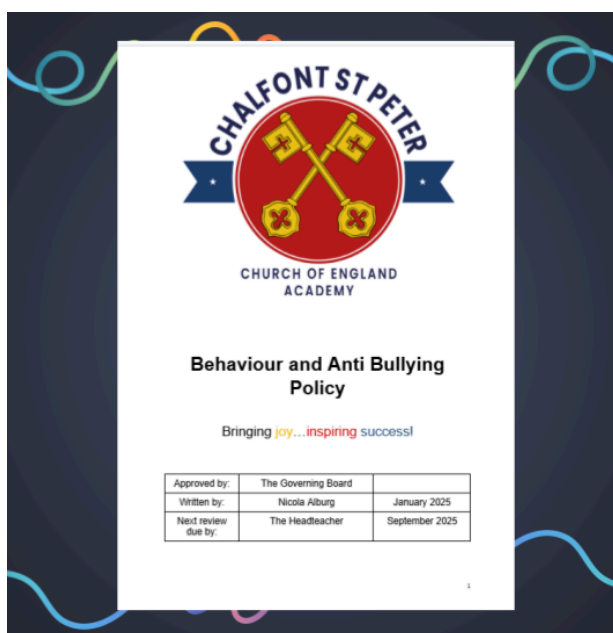 CHALFONT ST PETER
CHURCH OF ENGLAND
ACADEMY
Behaviour and Anti Bullying
Policy
Bringing joy...inspiring success!
Approved by: The Governing Board
Written by: Nicola Alburg January 2025
Next review The Headteacher September 2025
due by:
1